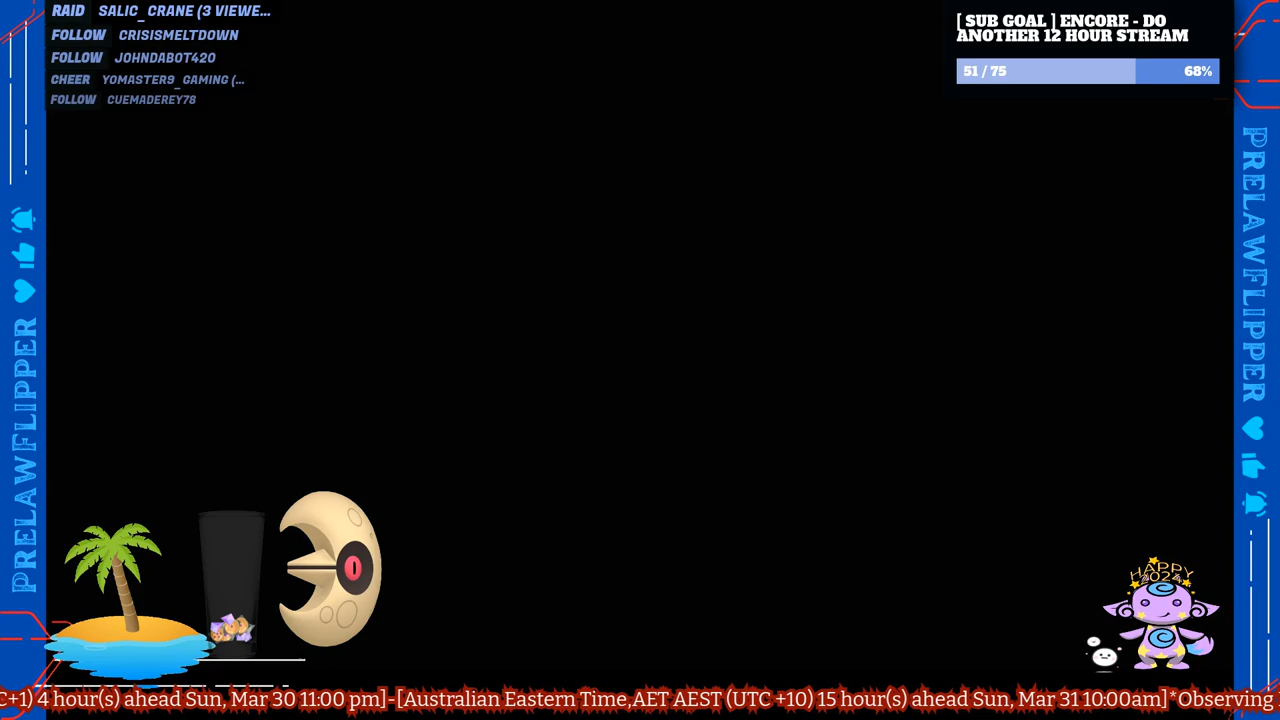 RAID SALIC_CRANE (3 VIEWE...
FOLLOW CRISISMELTDOWN
FOLLOW JOHNDABOT420
CHEER YOMASTER9_GAMING (...
FOLLOW CUEMADEREY78
[ SUB GOAL ] ENCORE - DO
ANOTHER 12 HOUR STREAM
51 / 75 68%
PRELAWFLIPPER
PRELAWFLIPPER
HAPPY
2024
C+1) 4 hour(s) ahead Sun, Mar 30 11:00 pm]-[Australian Eastern Time,AET AEST (UTC +10) 15 hour(s) ahead Sun, Mar 31 10:00am]*Observing